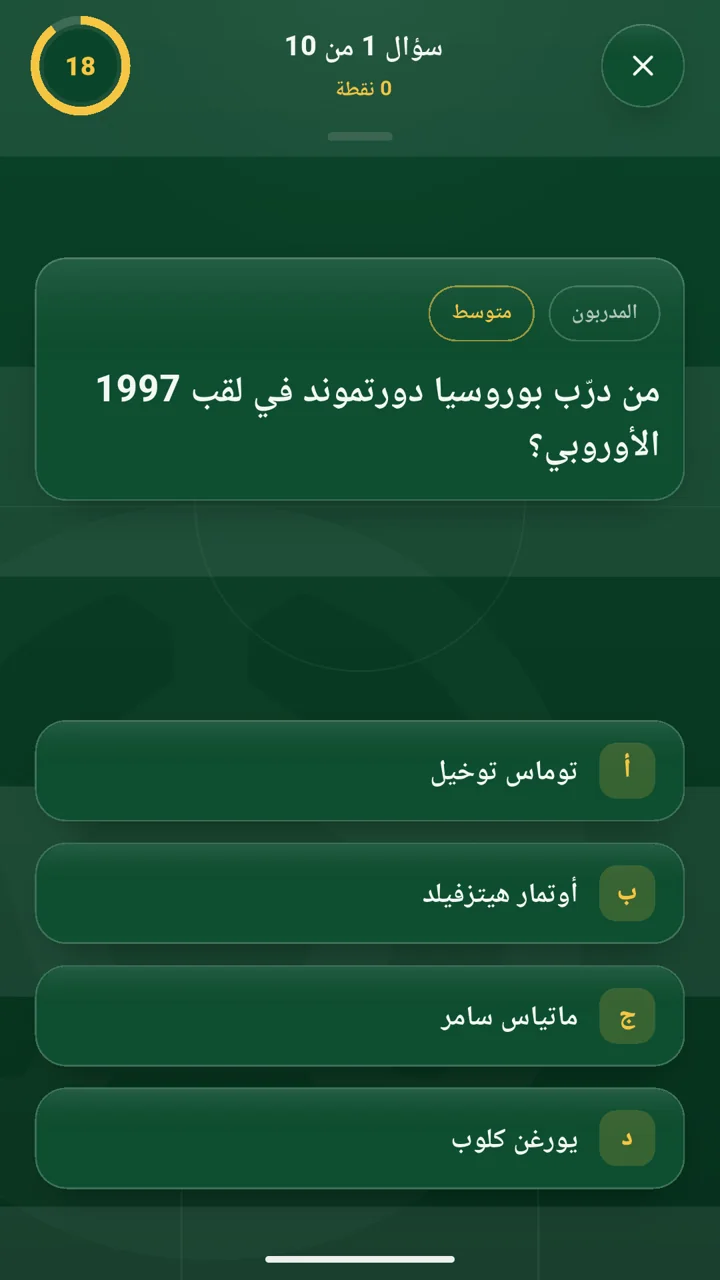 18
سؤال 1 من 10
0 نقطة
المدربون
متوسط
من درّب بوروسيا دورتموند في لقب 1997
الأوروبي؟
أ
توماس توخيل
ب
أوتمار هيتزفيلد
ج
ماتياس سامر
د
يورغن كلوب